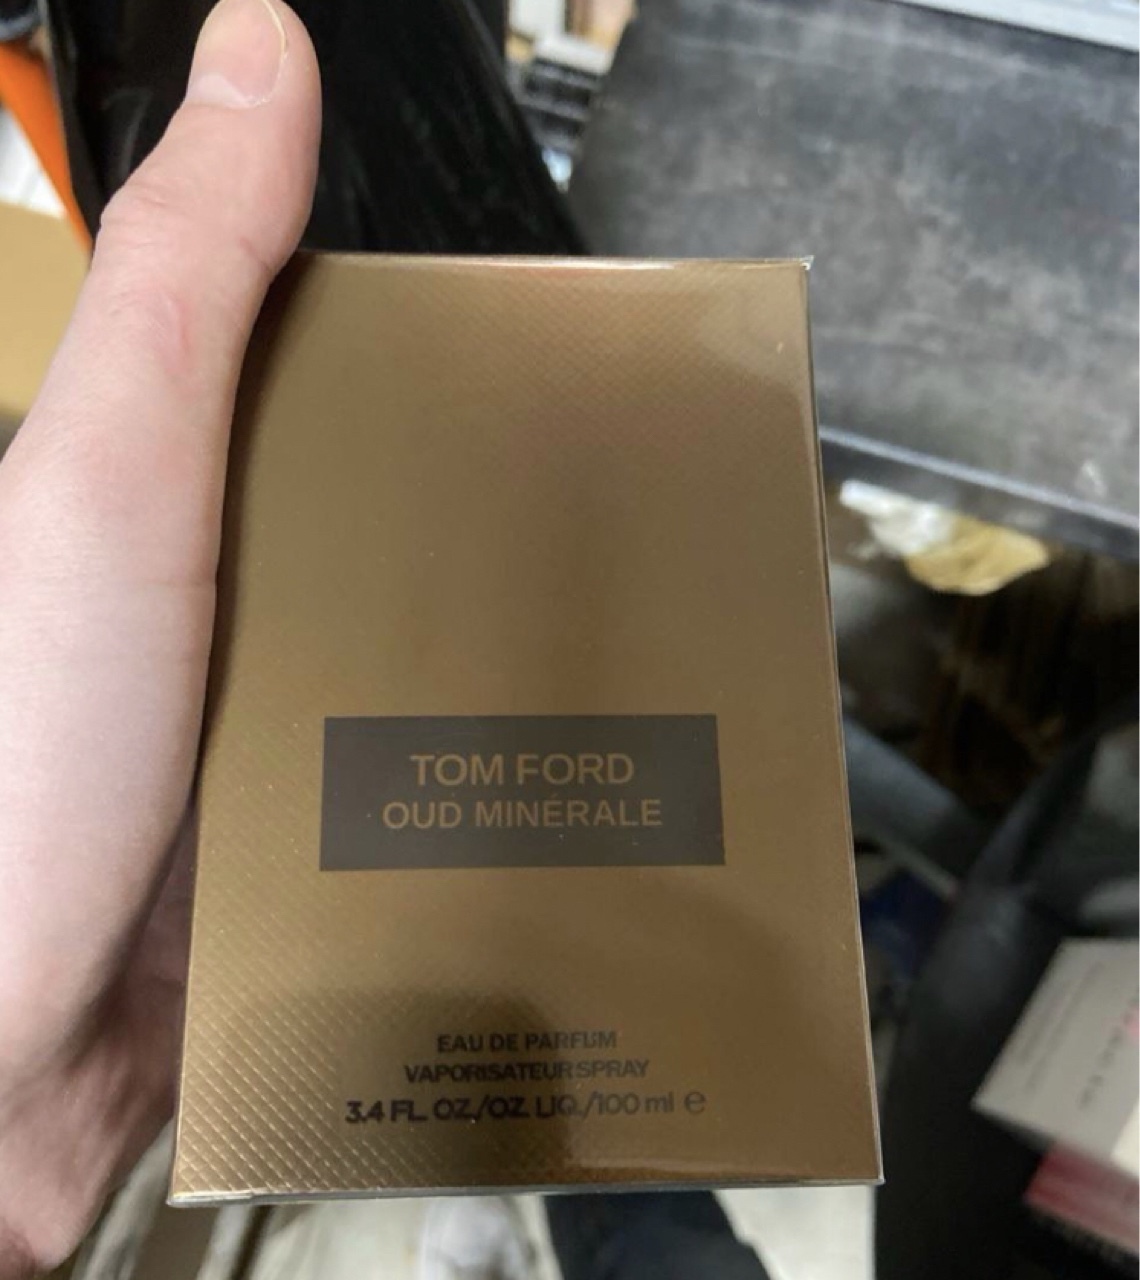 TOM FORD
OUD MINÉRALE
EAU DE PARFUM
VAPORISATEUR SPRAY
3.4 FL. OZ./OZ. LIQ./100 ml ℮